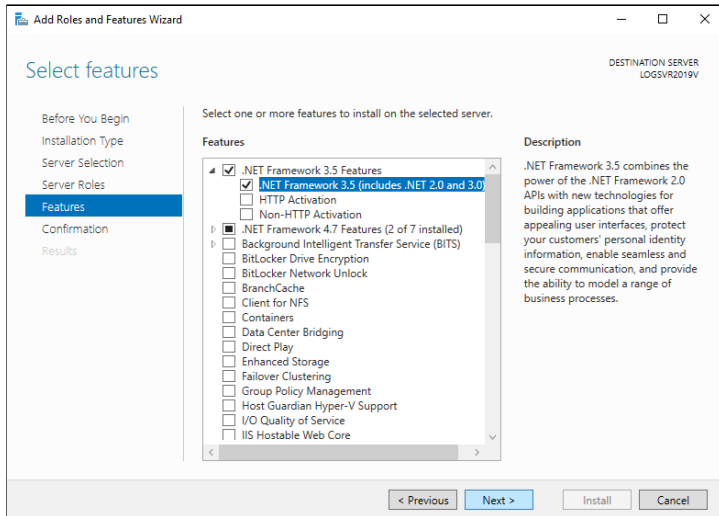 Add Roles and Features Wizard
Select features
DESTINATION SERVER
LOGSVR2019V
Before You Begin
Installation Type
Server Selection
Server Roles
Features
Confirmation
Results
Select one or more features to install on the selected server.
Features
.NET Framework 3.5 Features
.NET Framework 3.5 (includes .NET 2.0 and 3.0)
HTTP Activation
Non-HTTP Activation
.NET Framework 4.7 Features (2 of 7 installed)
Background Intelligent Transfer Service (BITS)
BitLocker Drive Encryption
BitLocker Network Unlock
BranchCache
Client for NFS
Containers
Data Center Bridging
Direct Play
Enhanced Storage
Failover Clustering
Group Policy Management
Host Guardian Hyper-V Support
I/O Quality of Service
IIS Hostable Web Core
Description
.NET Framework 3.5 combines the
power of the .NET Framework 2.0
APIs with new technologies for
building applications that offer
appealing user interfaces, protect
your customers' personal identity
information, enable seamless and
secure communication, and provide
the ability to model a range of
business processes.
< Previous
Next >
Install
Cancel